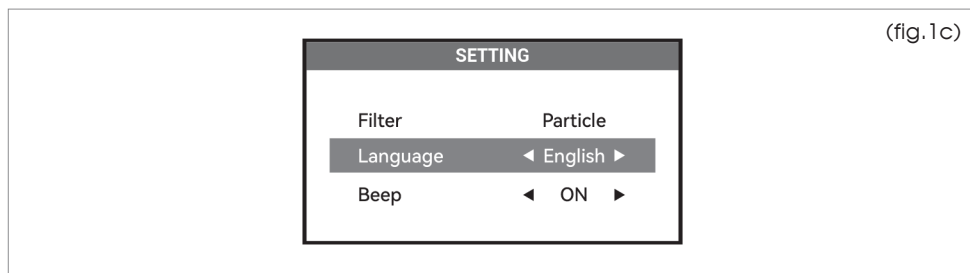 (fig.1c)
SETTING
Filter Particle
Language ◀ English ▶
Beep ◀ ON ▶